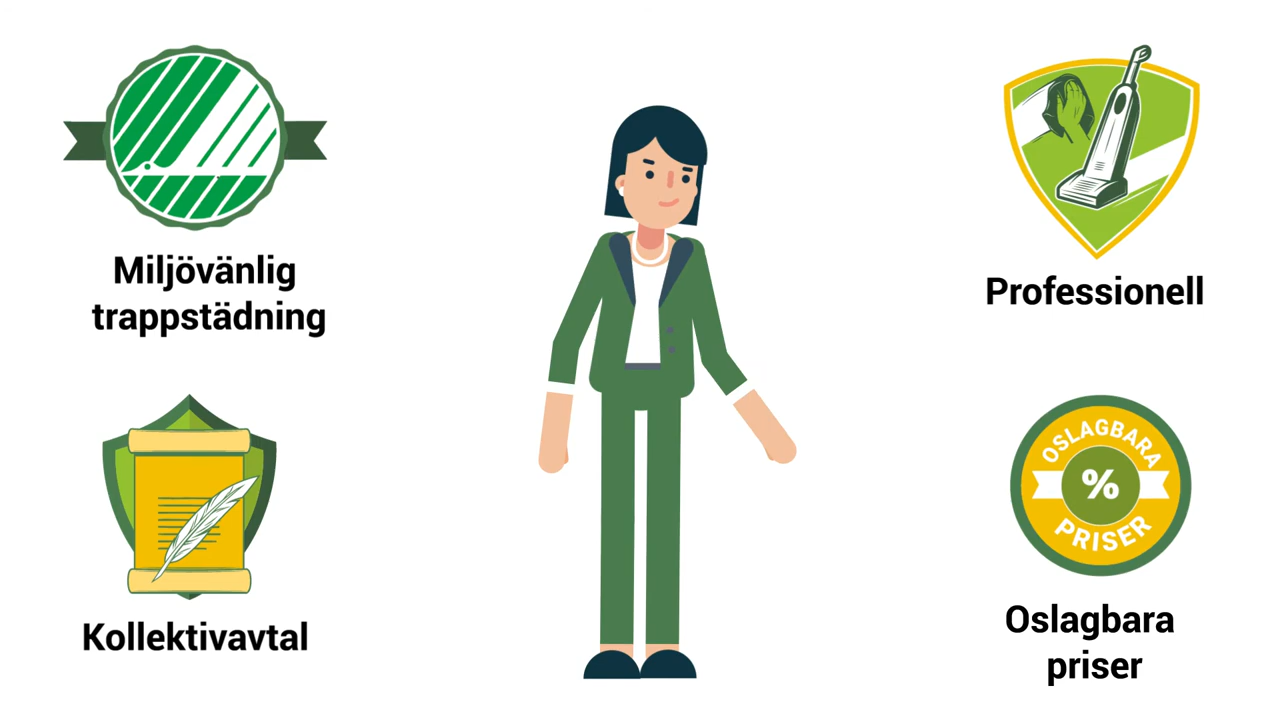 Miljövänlig
trappstädning
Professionell
Kollektivavtal
OSLAGBARA
%
PRISER
Oslagbara
priser